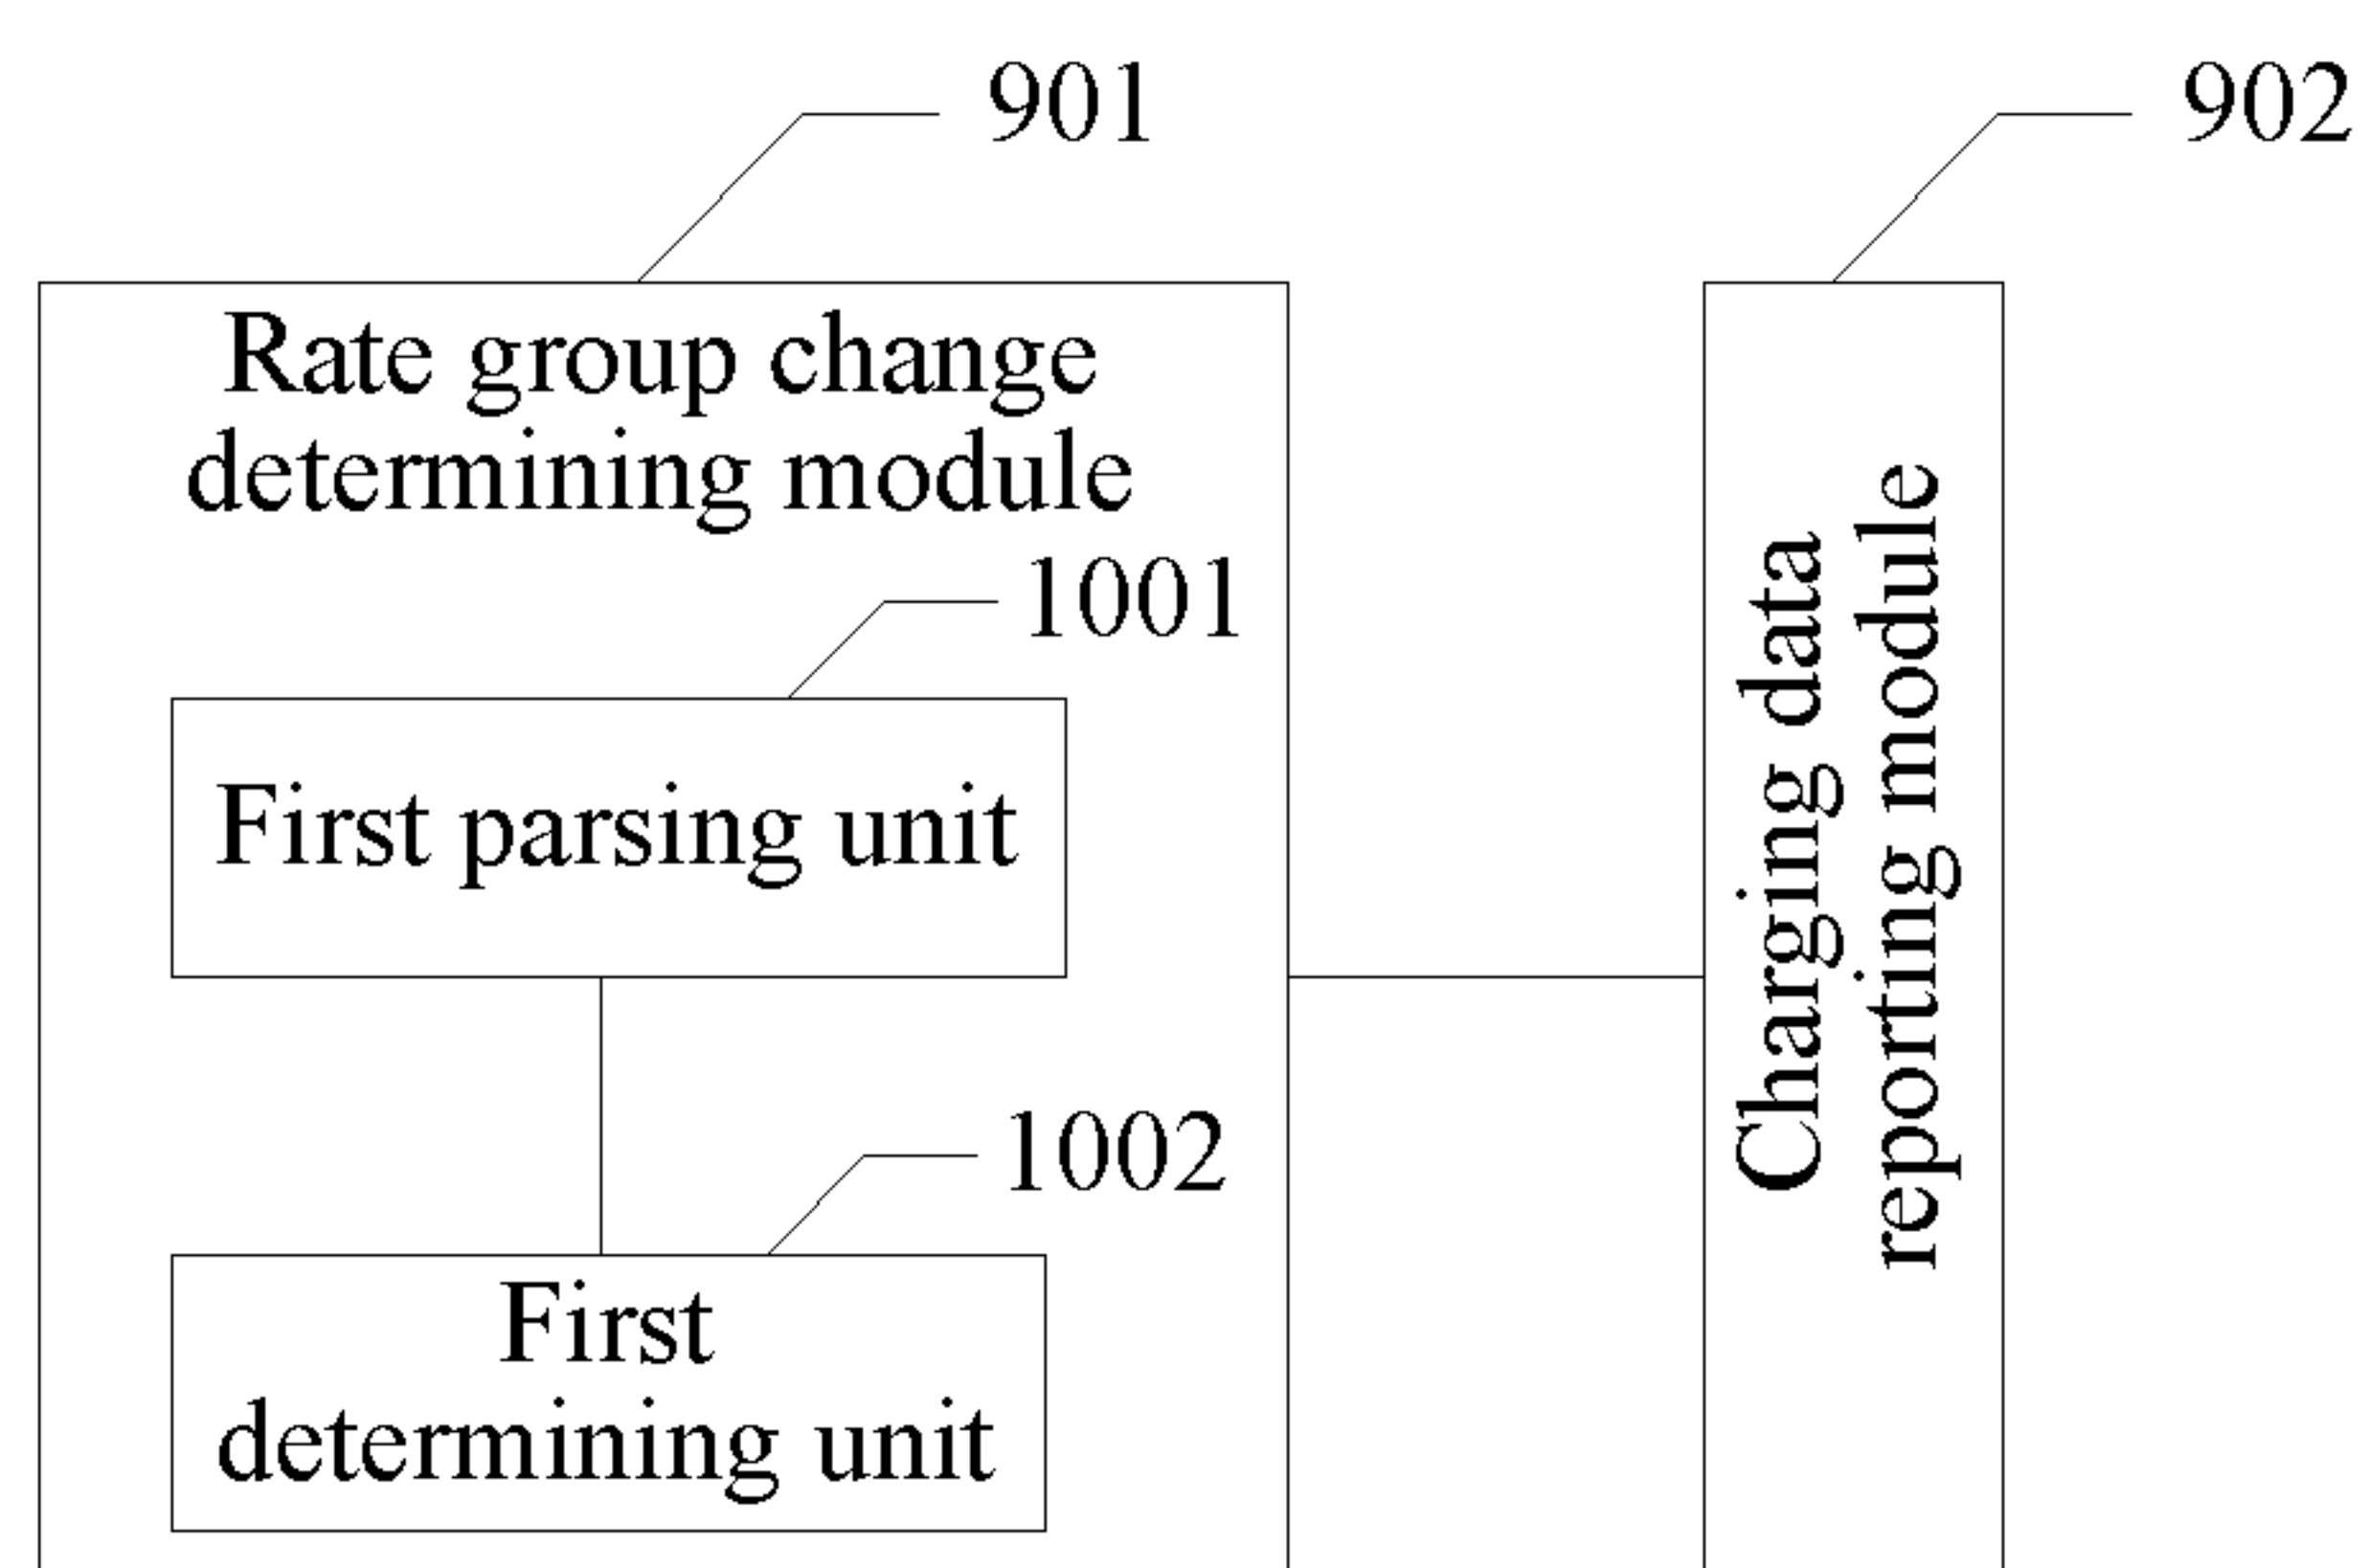 901
902
Rate group change
determining module
1001
First parsing unit
1002
First
determining unit
Charging data
reporting module